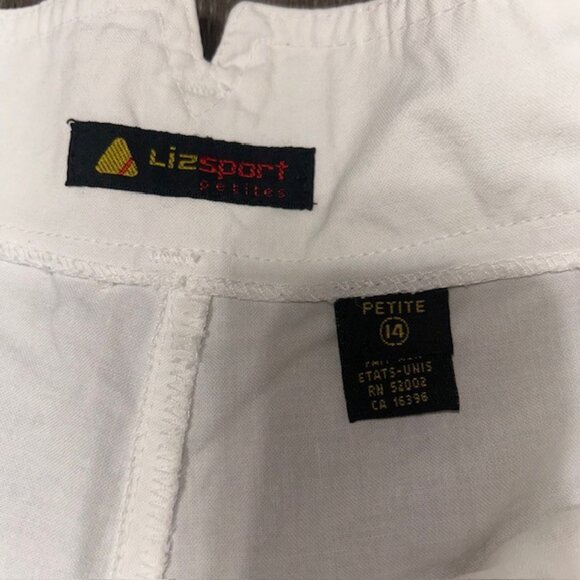 Lizsport
petites
PETITE
14
ETATS-UNIS
RN 52002
CA 16396